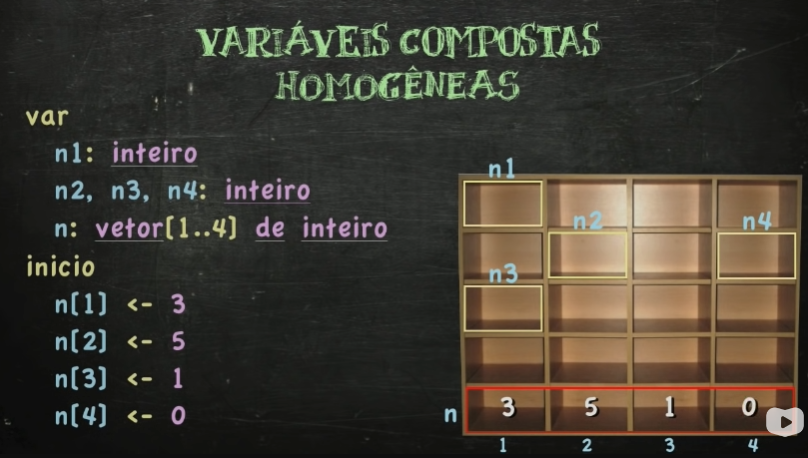 VARIÁVEIS COMPOSTAS
HOMOGÊNEAS
var
n1: inteiro
n2, n3, n4: inteiro
n: vetor[1..4] de inteiro
inicio
n[1] <- 3
n[2] <- 5
n[3] <- 1
n[4] <- 0
n1
n2 n4
n3
n 3 5 1 0
1 2 3 4